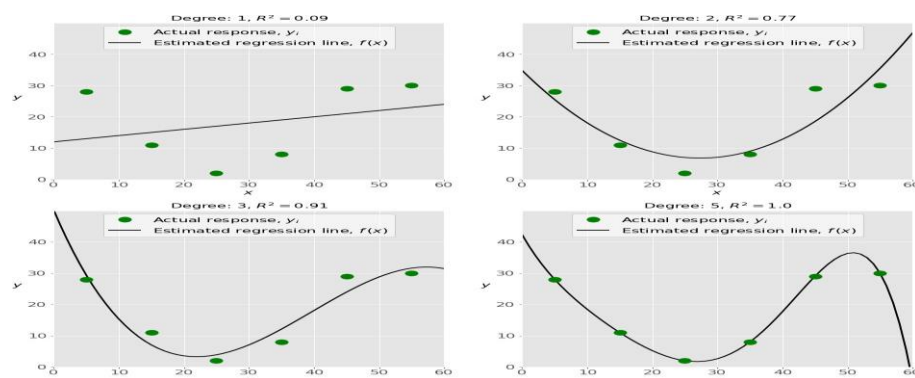 Degree: 1, R² = 0.09
Actual response, yᵢ
Estimated regression line, f(x)
y
40
30
20
10
0
0 10 20 30 40 50 60
x
Degree: 2, R² = 0.77
Actual response, yᵢ
Estimated regression line, f(x)
y
40
30
20
10
0
0 10 20 30 40 50 60
x
Degree: 3, R² = 0.91
Actual response, yᵢ
Estimated regression line, f(x)
y
40
30
20
10
0
0 10 20 30 40 50 60
Degree: 5, R² = 1.0
Actual response, yᵢ
Estimated regression line, f(x)
y
40
30
20
10
0
0 10 20 30 40 50 60